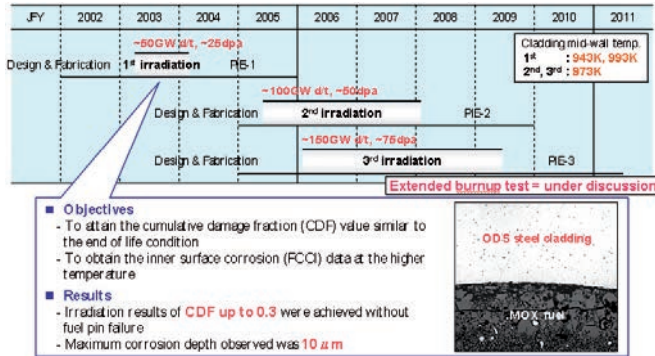 JFY 2002 2003 2004 2005 2006 2007 2008 2009 2010 2011
~50GW d/t, ~25dpa
Cladding mid-wall temp.
1st : 943K, 993K
2nd, 3rd : 973K
Design & Fabrication 1st irradiation PIE-1
~100GW d/t, ~50dpa
Design & Fabrication 2nd irradiation PIE-2
~150GW d/t, ~75dpa
Design & Fabrication 3rd irradiation PIE-3
Extended burnup test = under discussion
■ Objectives
- To attain the cumulative damage fraction (CDF) value similar to
the end of life condition
- To obtain the inner surface corrosion (FCCI) data at the higher
temperature
■ Results
- Irradiation results of CDF up to 0.3 were achieved without
fuel pin failure
- Maximum corrosion depth observed was 10 μm
ODS steel cladding
MOX fuel